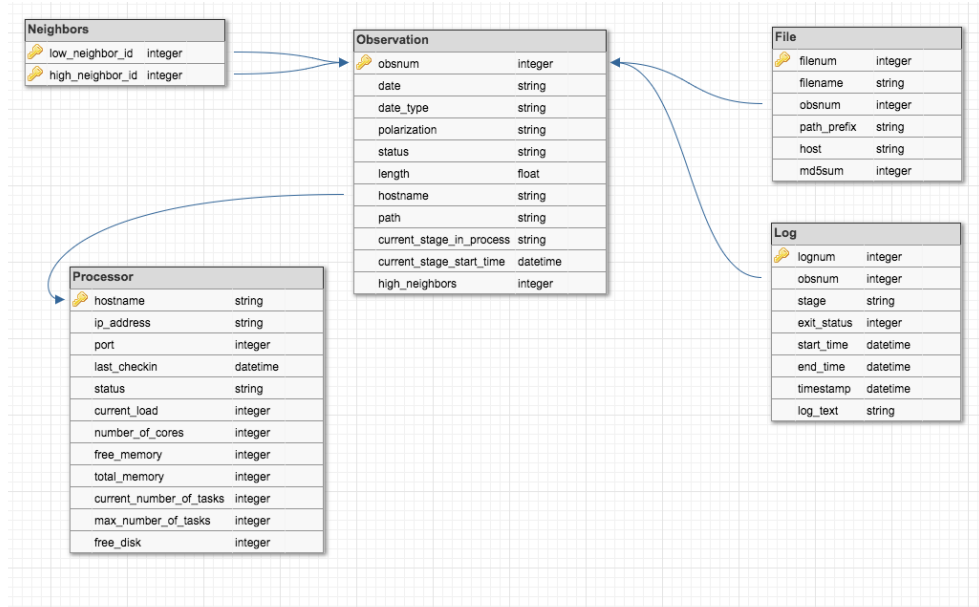 Neighbors
low_neighbor_id integer
high_neighbor_id integer
Observation
obsnum integer
date string
date_type string
polarization string
status string
length float
hostname string
path string
current_stage_in_process string
current_stage_start_time datetime
high_neighbors integer
File
filenum integer
filename string
obsnum integer
path_prefix string
host string
md5sum integer
Log
lognum integer
obsnum integer
stage string
exit_status integer
start_time datetime
end_time datetime
timestamp datetime
log_text string
Processor
hostname string
ip_address string
port integer
last_checkin datetime
status string
current_load integer
number_of_cores integer
free_memory integer
total_memory integer
current_number_of_tasks integer
max_number_of_tasks integer
free_disk integer